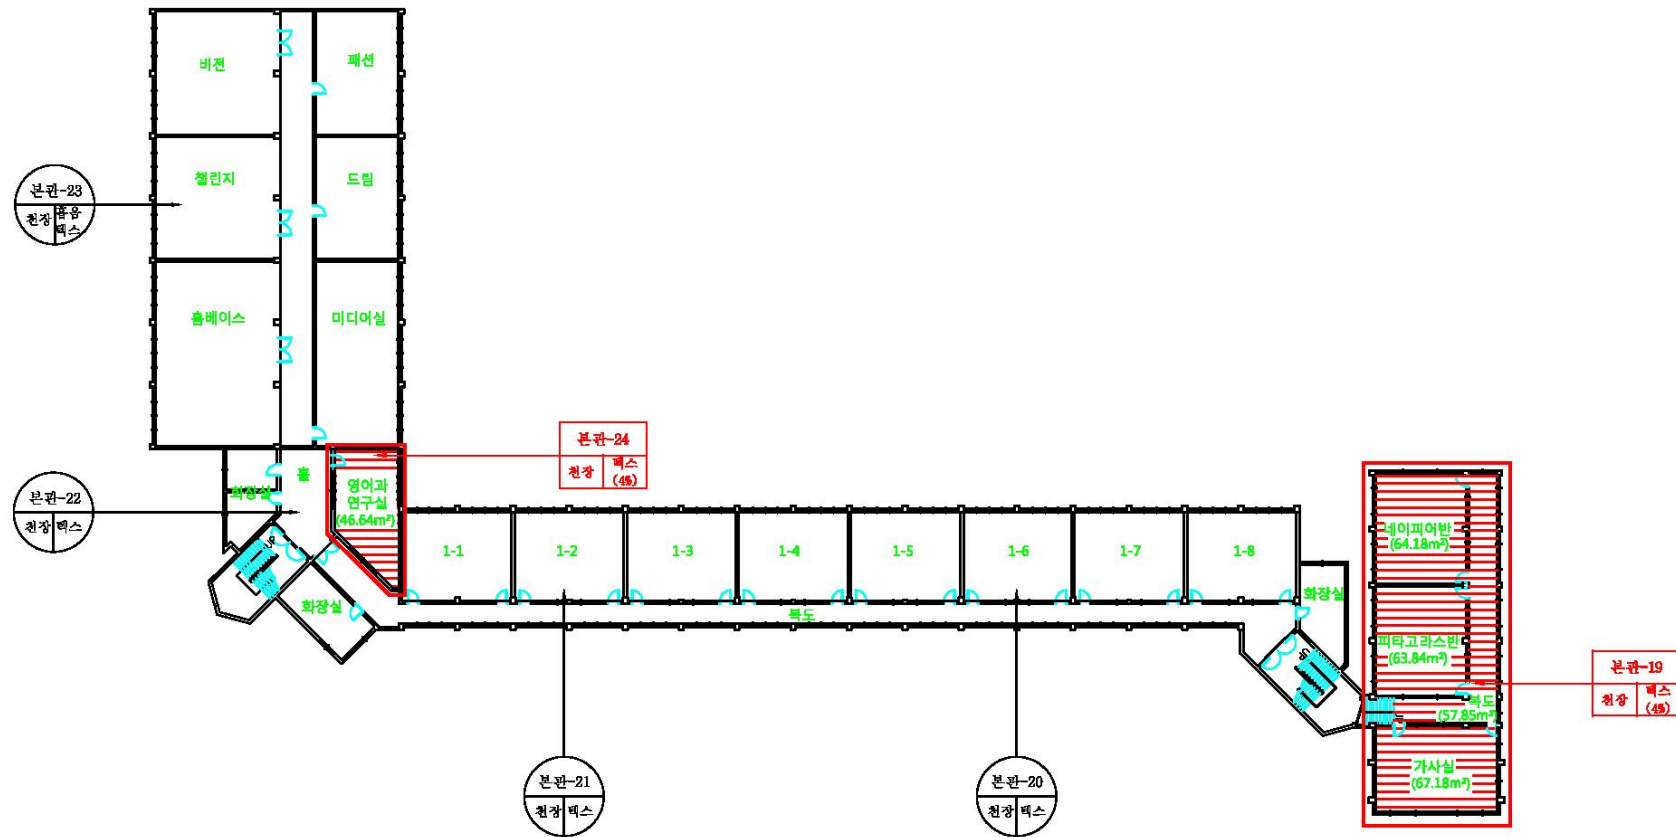 비전
패션
챌린지
드림
본관-23
천장
흡음
텍스
홈베이스
미디어실
본관-24
천장
텍스
(4%)
홀
화장실
영어과
연구실
(46.64m²)
본관-22
천장 텍스
UP
화장실
1-1
1-2
1-3
1-4
1-5
1-6
1-7
1-8
복도
화장실
UP
네이피어반
(64.18m²)
피타고라스반
(63.84m²)
복도
(57.85m²)
UP
가사실
(67.18m²)
본관-19
천장
텍스
(4%)
본관-21
천장 텍스
본관-20
천장 텍스